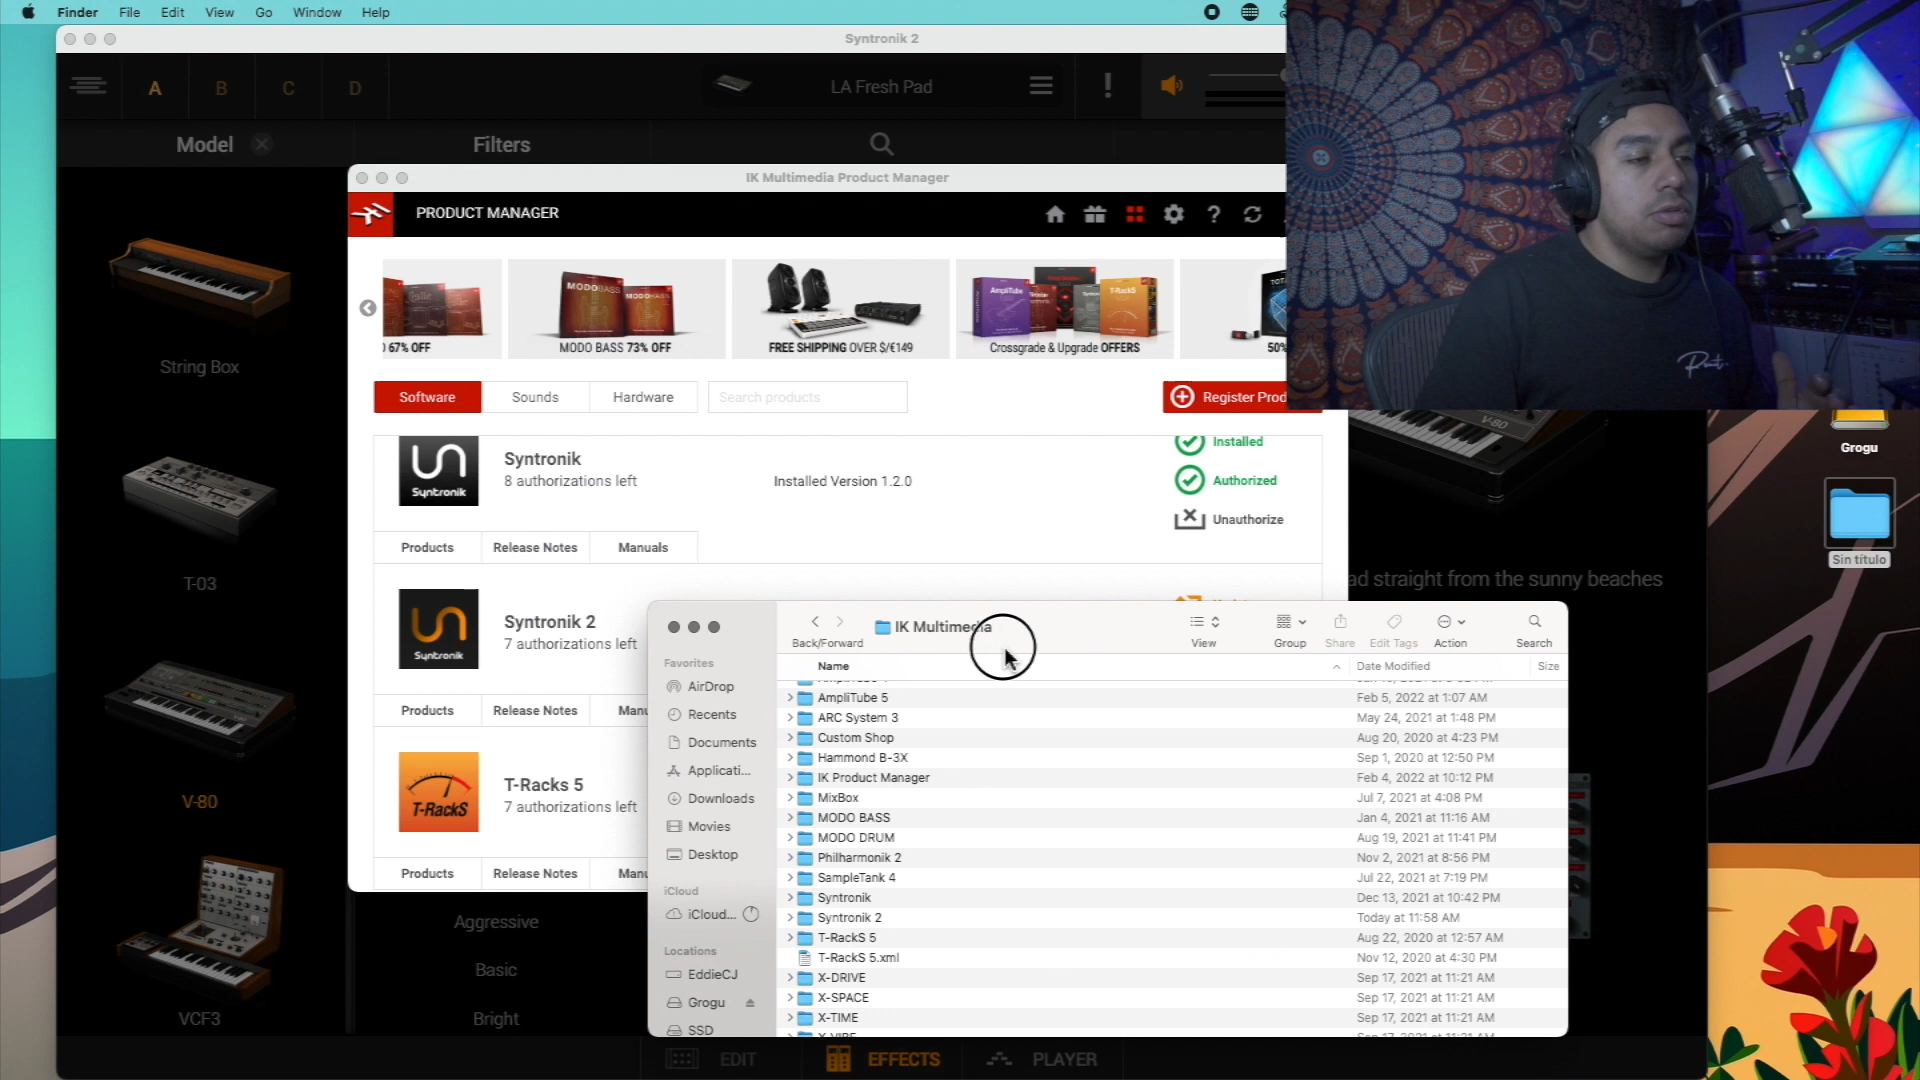 Finder File Edit View Go Window Help
Syntronik 2
A B C D
LA Fresh Pad
Model
Filters
String Box
T-03
V-80
VCF3
IK Multimedia Product Manager
PRODUCT MANAGER
67% OFF
MODO BASS
MODO BASS
MODO BASS 73% OFF
FREE SHIPPING OVER $/€149
AmpliTube
T-RackS
Crossgrade & Upgrade OFFERS
50%
Software Sounds Hardware Search products
Register Prod
Syntronik
Syntronik
8 authorizations left
Installed Version 1.2.0
Installed
Authorized
Unauthorize
Products Release Notes Manuals
Syntronik
Syntronik 2
7 authorizations left
Products Release Notes Manu
T-RackS
T-Racks 5
7 authorizations left
Products Release Notes Manu
Aggressive
Basic
Bright
EDIT EFFECTS PLAYER
V-80
ad straight from the sunny beaches
Grogu
Sin título
IK Multimedia
Back/Forward View Group Share Edit Tags Action Search
Favorites
AirDrop
Recents
Documents
Applicati...
Downloads
Movies
Desktop
iCloud
iCloud...
Locations
EddieCJ
Grogu
SSD
Name Date Modified Size
AmpliTube 5 Feb 5, 2022 at 1:07 AM
ARC System 3 May 24, 2021 at 1:48 PM
Custom Shop Aug 20, 2020 at 4:23 PM
Hammond B-3X Sep 1, 2020 at 12:50 PM
IK Product Manager Feb 4, 2022 at 10:12 PM
MixBox Jul 7, 2021 at 4:08 PM
MODO BASS Jan 4, 2021 at 11:16 AM
MODO DRUM Aug 19, 2021 at 11:41 PM
Philharmonik 2 Nov 2, 2021 at 8:56 PM
SampleTank 4 Jul 22, 2021 at 7:19 PM
Syntronik Dec 13, 2021 at 10:42 PM
Syntronik 2 Today at 11:58 AM
T-RackS 5 Aug 22, 2020 at 12:57 AM
T-RackS 5.xml Nov 12, 2020 at 4:30 PM
X-DRIVE Sep 17, 2021 at 11:21 AM
X-SPACE Sep 17, 2021 at 11:21 AM
X-TIME Sep 17, 2021 at 11:21 AM